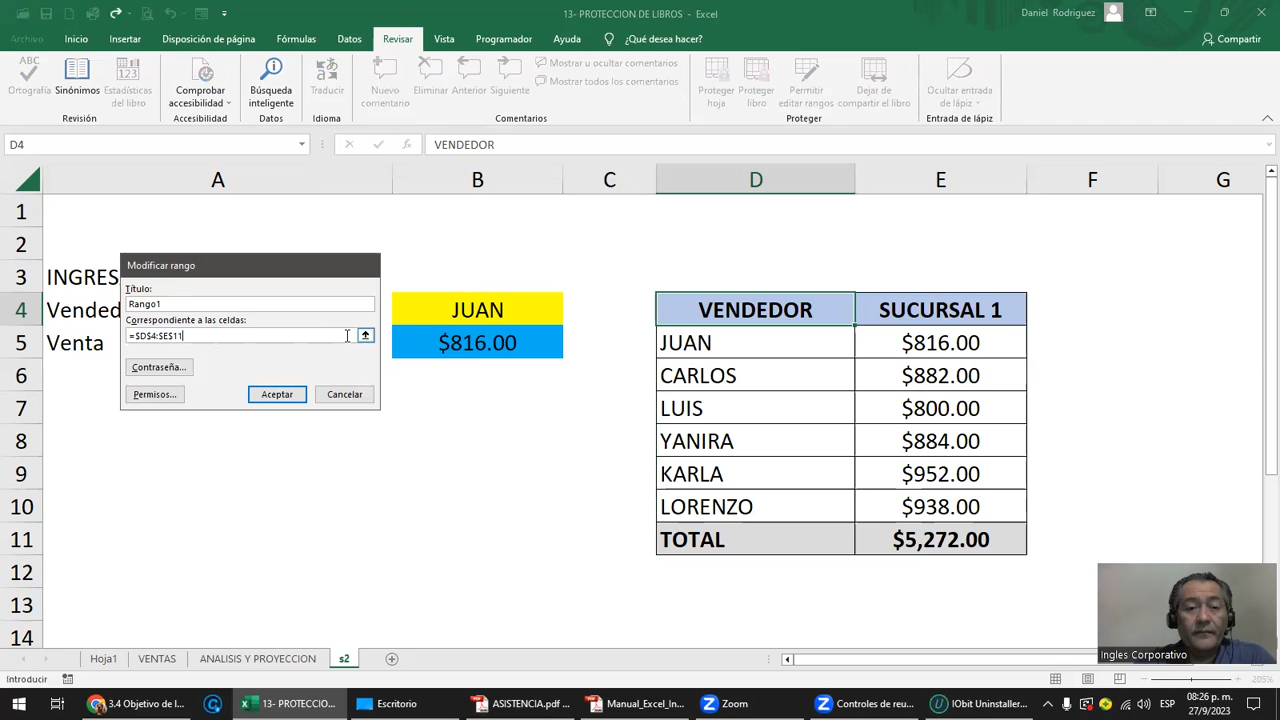 13- PROTECCION DE LIBROS - Excel
Daniel Rodriguez
Archivo Inicio Insertar Disposición de página Fórmulas Datos Revisar Vista Programador Ayuda ¿Qué desea hacer? Compartir
ABC
Ortografía
Sinónimos
123
Estadísticas del libro
Revisión
Comprobar accesibilidad
Accesibilidad
Búsqueda inteligente
Datos
Traducir
Idioma
Nuevo comentario
Eliminar
Anterior
Siguiente
Mostrar u ocultar comentarios
Mostrar todos los comentarios
Comentarios
Proteger hoja
Proteger libro
Permitir editar rangos
Dejar de compartir el libro
Proteger
Ocultar entrada de lápiz
Entrada de lápiz
D4
VENDEDOR
A B C D E F G
1
2
3 INGRES
4 Vended JUAN VENDEDOR SUCURSAL 1
5 Venta $816.00 JUAN $816.00
6 CARLOS $882.00
7 LUIS $800.00
8 YANIRA $884.00
9 KARLA $952.00
10 LORENZO $938.00
11 TOTAL $5,272.00
12
13
14
Modificar rango
Título:
Rango1
Correspondiente a las celdas:
=$D$4:$E$11
Contraseña...
Permisos...
Aceptar
Cancelar
Ingles Corporativo
Hoja1 VENTAS ANALISIS Y PROYECCION s2
Introducir
205%
3.4 Objetivo de l...
13- PROTECCIO...
Escritorio
ASISTENCIA.pdf ...
Manual_Excel_In...
Zoom
Controles de reu...
IObit Uninstaller...
ESP
08:26 p. m.
27/9/2023